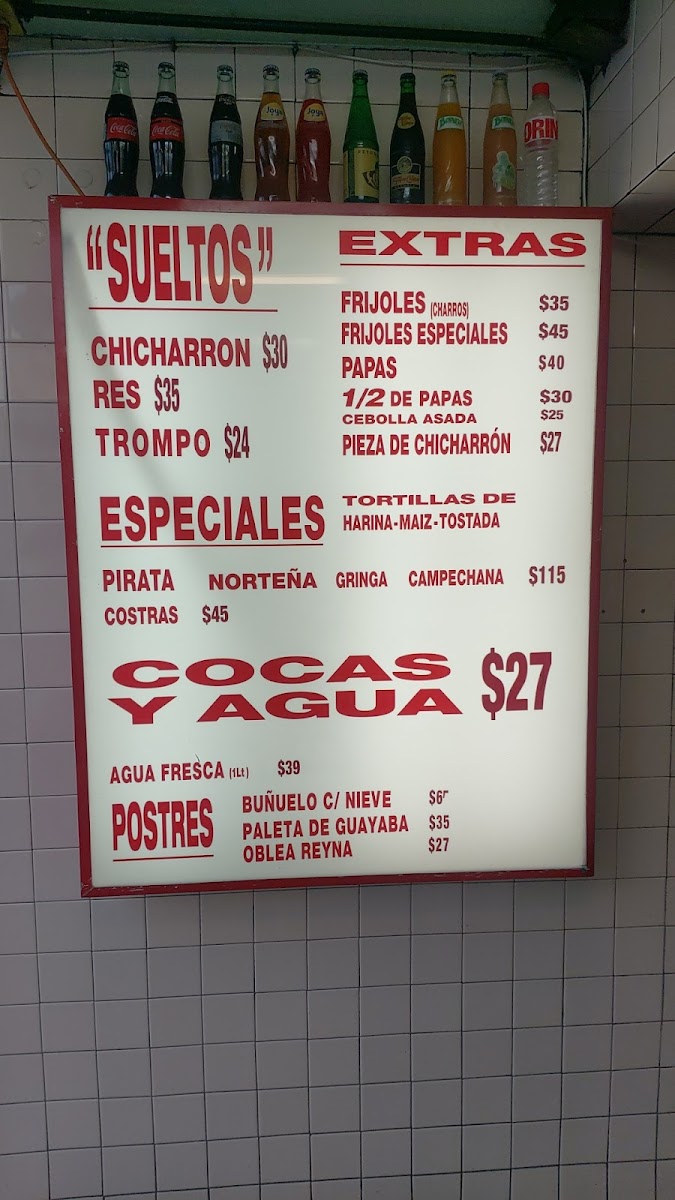 Coca-Cola
Coca-Cola
Joya
Joya
DRIN
"SUELTOS"
CHICHARRON $30
RES $35
TROMPO $24
EXTRAS
FRIJOLES (CHARROS) $35
FRIJOLES ESPECIALES $45
PAPAS $40
1/2 DE PAPAS $30
CEBOLLA ASADA $25
PIEZA DE CHICHARRÓN $27
ESPECIALES
TORTILLAS DE
HARINA-MAIZ-TOSTADA
PIRATA NORTEÑA GRINGA CAMPECHANA $115
COSTRAS $45
COCAS
Y AGUA $27
AGUA FRESCA (1Lt) $39
POSTRES
BUÑUELO C/ NIEVE
PALETA DE GUAYABA $35
OBLEA REYNA $27